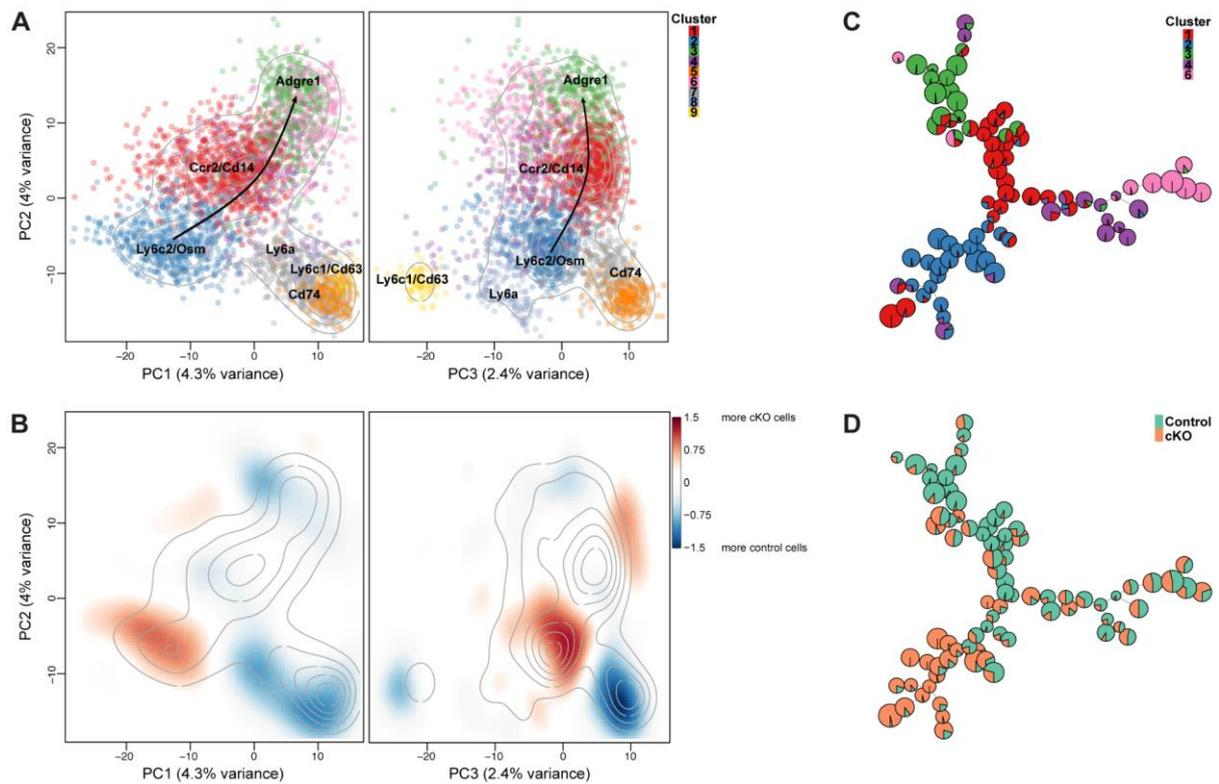 A
Cluster
1
2
3
4
5
6
7
8
9
20
10
0
−10
PC2 (4% variance)
Adgre1
Ccr2/Cd14
Ly6c2/Osm
Ly6a
Ly6c1/Cd63
Cd74
−20
−10
0
10
PC1 (4.3% variance)
Adgre1
Ccr2/Cd14
Ly6c2/Osm
Ly6c1/Cd63
Ly6a
Cd74
−20
−10
0
10
PC3 (2.4% variance)
C
Cluster
1
2
3
4
6
B
20
10
0
−10
PC2 (4% variance)
−20
−10
0
10
PC1 (4.3% variance)
−20
−10
0
10
PC3 (2.4% variance)
1.5 more cKO cells
0.75
0
−0.75
−1.5 more control cells
D
Control
cKO